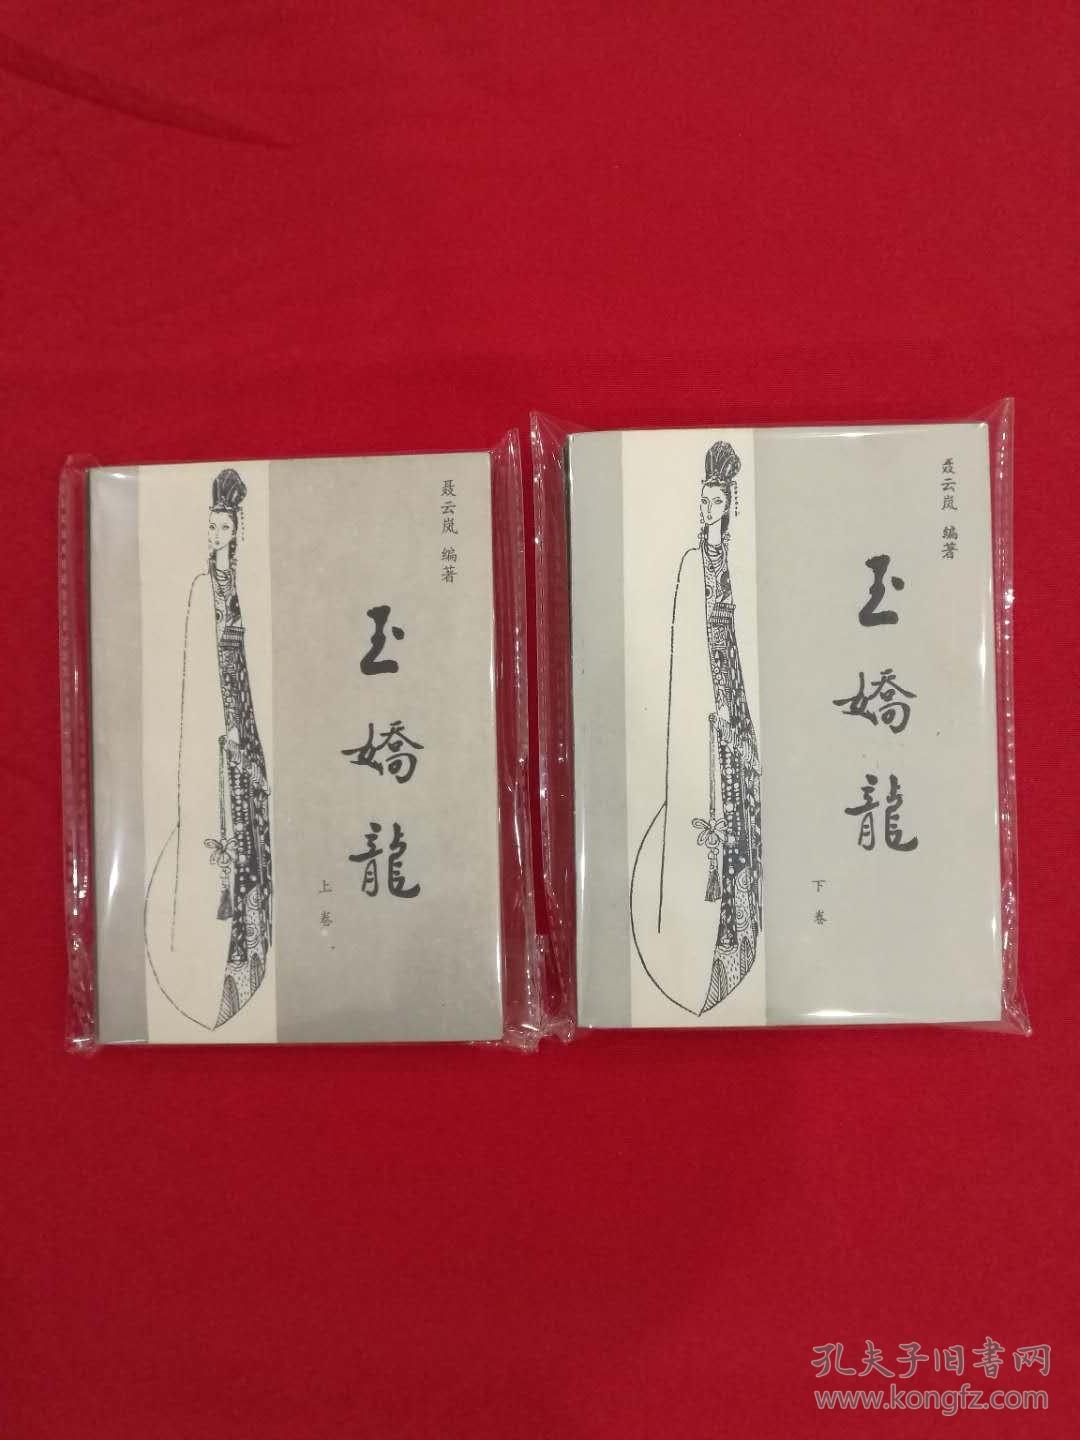 聂云岚 编著
玉嬌龍
上卷
聂云岚 编著
玉嬌龍
下卷
孔夫子旧書网
www.kongfz.com